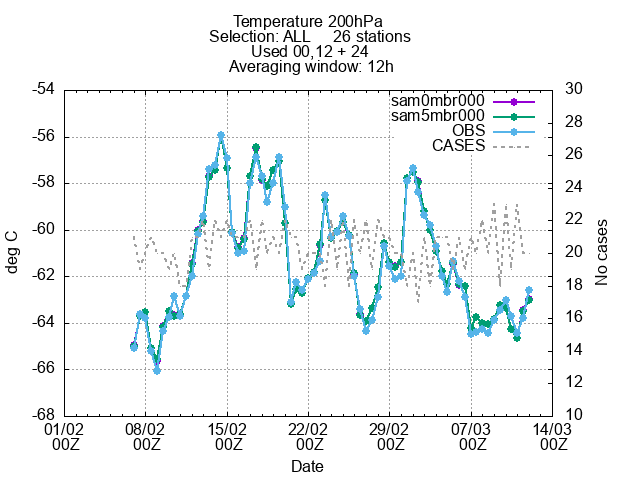 Temperature 200hPa
Selection: ALL 26 stations
Used 00,12 + 24
Averaging window: 12h
sam0mbr000
sam5mbr000
OBS
CASES
-54
-56
-58
-60
-62
-64
-66
-68
deg C
30
28
26
24
22
20
18
16
14
12
10
No cases
01/02 08/02 15/02 22/02 29/02 07/03 14/03
00Z 00Z 00Z 00Z 00Z 00Z 00Z
Date